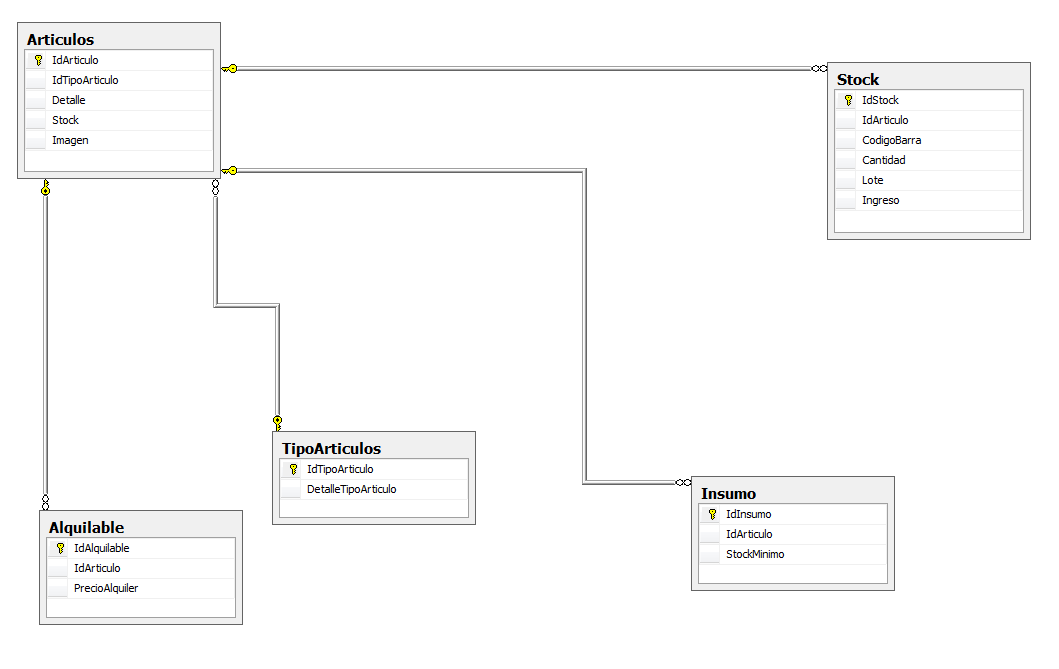 Articulos
IdArticulo
IdTipoArticulo
Detalle
Stock
Imagen
Stock
IdStock
IdArticulo
CodigoBarra
Cantidad
Lote
Ingreso
TipoArticulos
IdTipoArticulo
DetalleTipoArticulo
Insumo
IdInsumo
IdArticulo
StockMinimo
Alquilable
IdAlquilable
IdArticulo
PrecioAlquiler